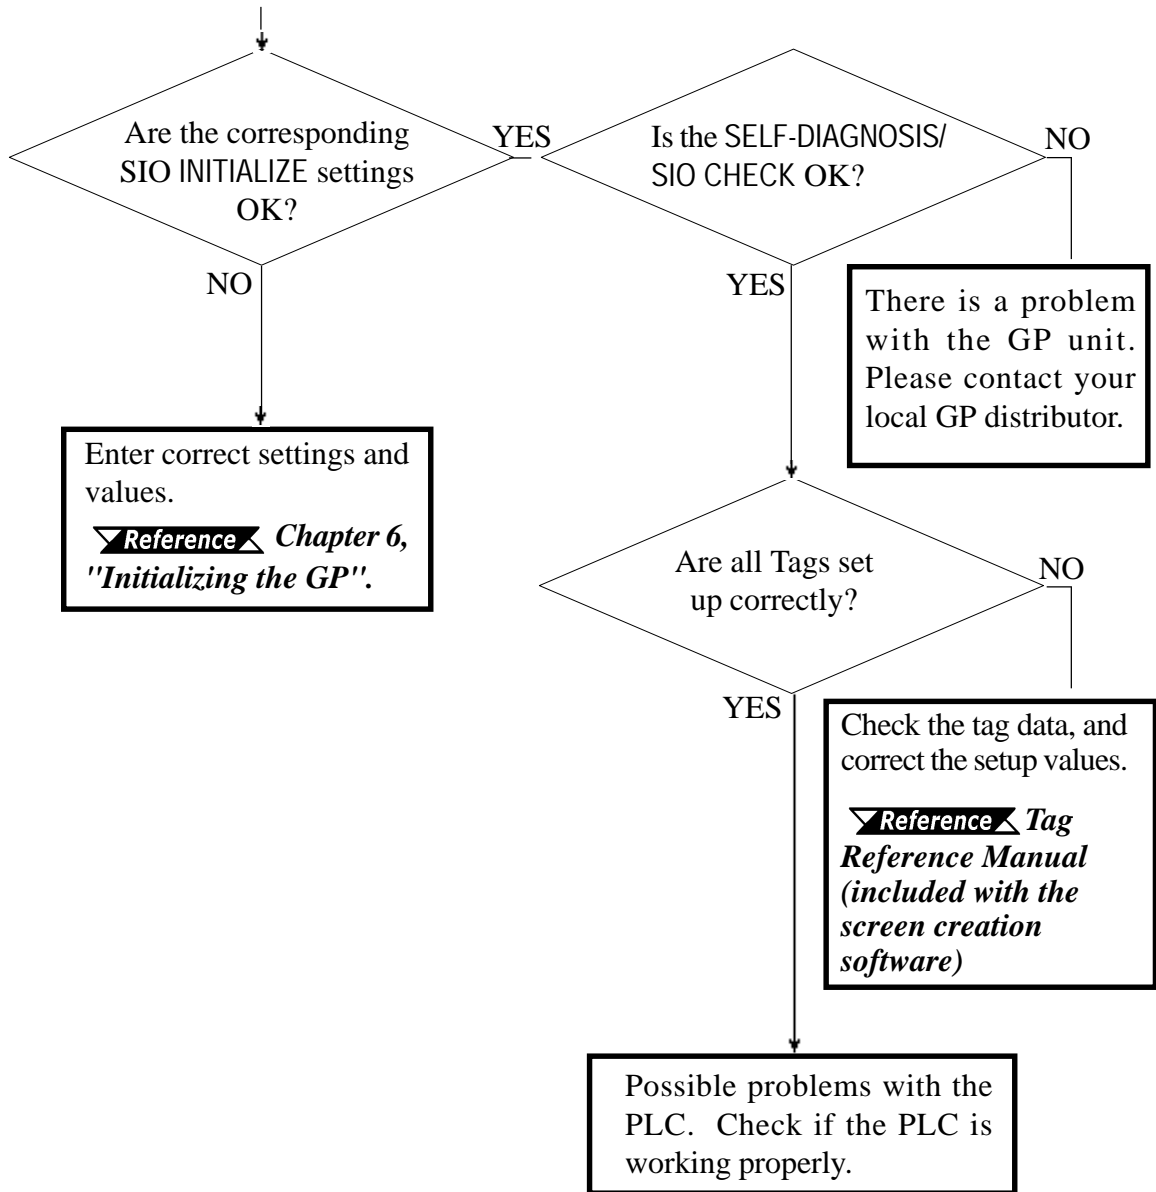 Are the corresponding
SIO INITIALIZE settings
OK?
YES
NO
Is the SELF-DIAGNOSIS/
SIO CHECK OK?
NO
YES
There is a problem
with the GP unit.
Please contact your
local GP distributor.
Enter correct settings and
values.
Reference Chapter 6,
"Initializing the GP".
Are all Tags set
up correctly?
NO
YES
Check the tag data, and
correct the setup values.
Reference Tag
Reference Manual
(included with the
screen creation
software)
Possible problems with the
PLC. Check if the PLC is
working properly.